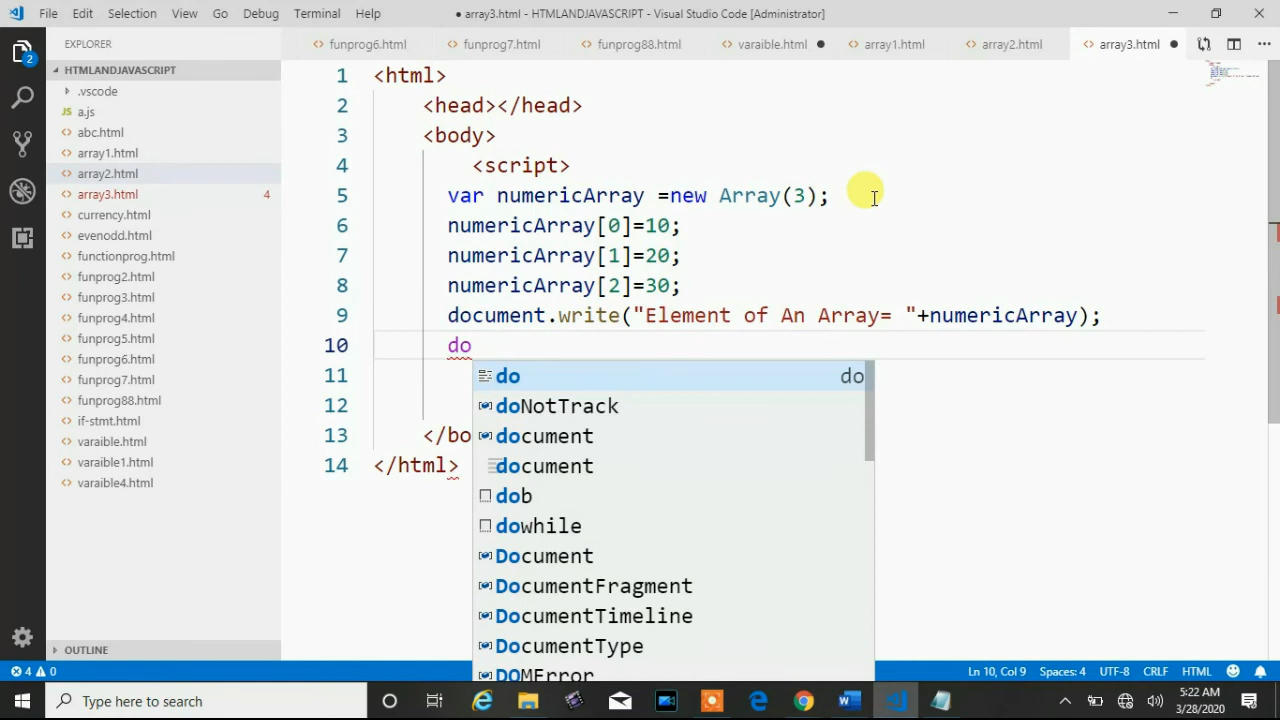 File Edit Selection View Go Debug Terminal Help
● array3.html - HTMLANDJAVASCRIPT - Visual Studio Code [Administrator]
EXPLORER
funprog6.html funprog7.html funprog88.html varaible.html ● array1.html array2.html array3.html ●
HTMLANDJAVASCRIPT
.vscode
JS a.js
abc.html
array1.html
array2.html
array3.html 4
currency.html
evenodd.html
functionprog.html
funprog2.html
funprog3.html
funprog4.html
funprog5.html
funprog6.html
funprog7.html
funprog88.html
if-stmt.html
varaible.html
varaible1.html
varaible4.html
OUTLINE
2
1 <html>
2 <head></head>
3 <body>
4 <script>
5 var numericArray =new Array(3);
6 numericArray[0]=10;
7 numericArray[1]=20;
8 numericArray[2]=30;
9 document.write("Element of An Array= "+numericArray);
10 do
11
12
13 </bo
14 </html>
do do
doNotTrack
document
document
dob
dowhile
Document
DocumentFragment
DocumentTimeline
DocumentType
DOMError
4 0
Ln 10, Col 9 Spaces: 4 UTF-8 CRLF HTML
Type here to search
5:22 AM
3/28/2020